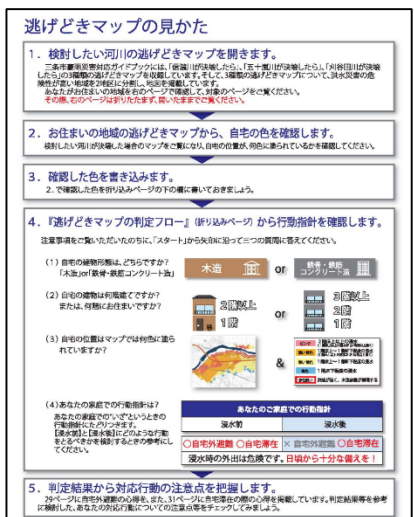 逃げどきマップの見かた
1．検討したい河川の逃げどきマップを開きます。
三条市豪雨災害対応ガイドブックには、「信濃川が決壊したら」、「五十嵐川が決壊したら」、「刈谷田川が決壊
したら」の3種類の逃げどきマップを収録しています。そして、3種類の逃げどきマップについて、洪水災害の危
険性が高い地域を2地区に分割し、地図を掲載しています。
あなたがお住まいの地域を右のページで確認して、対象のページをご覧ください。
その際、右のページは折りたたまず、開いたままでご覧ください。
2．お住まいの地域の逃げどきマップから、自宅の色を確認します。
検討したい河川が決壊した場合のマップをご覧になり、自宅の位置が、何色に塗られているかを確認してください。
3．確認した色を書き込みます。
2．で確認した色を折り込みページの下の欄に書いておきましょう。
4．『逃げどきマップの判定フロー』(折り込みページ)から行動指針を確認します。
注意事項をご覧いただいたのちに、「スタート」から矢印に沿って三つの質問に答えてください。
(1)自宅の建物形態は、どちらですか？
「木造」or「鉄骨・鉄筋コンクリート造」
木造 or 鉄骨・鉄筋
コンクリート造
(2)自宅の建物は何階建てですか？
または、何階にお住まいですか？
2階以上
1階
or
3階以上
2階
1階
(3)自宅の位置はマップでは何色に塗ら
れていますか？
&
(4)あなたの家庭での行動指針は？
あなたの家庭での"いざ"というときの
行動指針にたどりつきます。
【浸水前】と【浸水後】にどのような行動
をとるべきかを検討するときの参考にし
てください。
あなたのご家庭での行動指針
浸水前 浸水後
○自宅外避難 ○自宅滞在 × 自宅外避難 ○自宅滞在
浸水時の外出は危険です。日頃から十分な備えを！
5．判定結果から対応行動の注意点を把握します。
29ページに自宅外避難の心得を、また、31ページに自宅滞在の際の心得を掲載しています。判定結果等を参考
に検討した、あなたの対応行動についての注意点等をチェックしてみましょう。